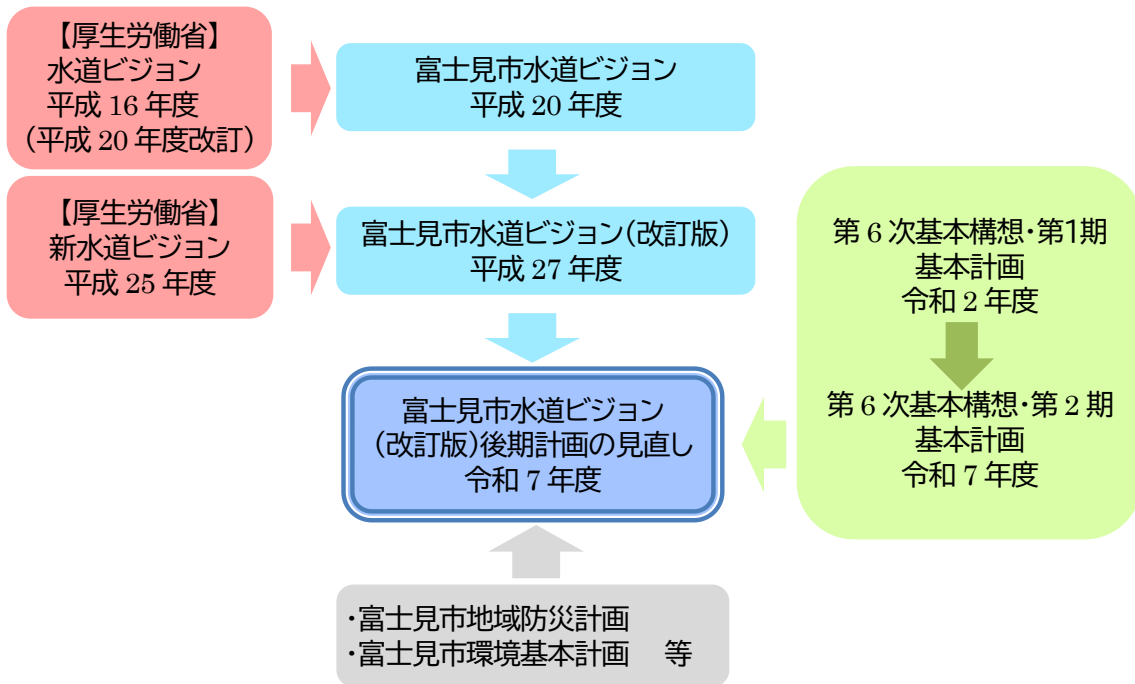 【厚生労働省】
水道ビジョン
平成 16 年度
（平成 20 年度改訂）
富士見市水道ビジョン
平成 20 年度
【厚生労働省】
新水道ビジョン
平成 25 年度
富士見市水道ビジョン（改訂版）
平成 27 年度
第 6 次基本構想・第1期
基本計画
令和 2 年度
第 6 次基本構想・第 2 期
基本計画
令和 7 年度
富士見市水道ビジョン
（改訂版）後期計画の見直し
令和 7 年度
・富士見市地域防災計画
・富士見市環境基本計画　等